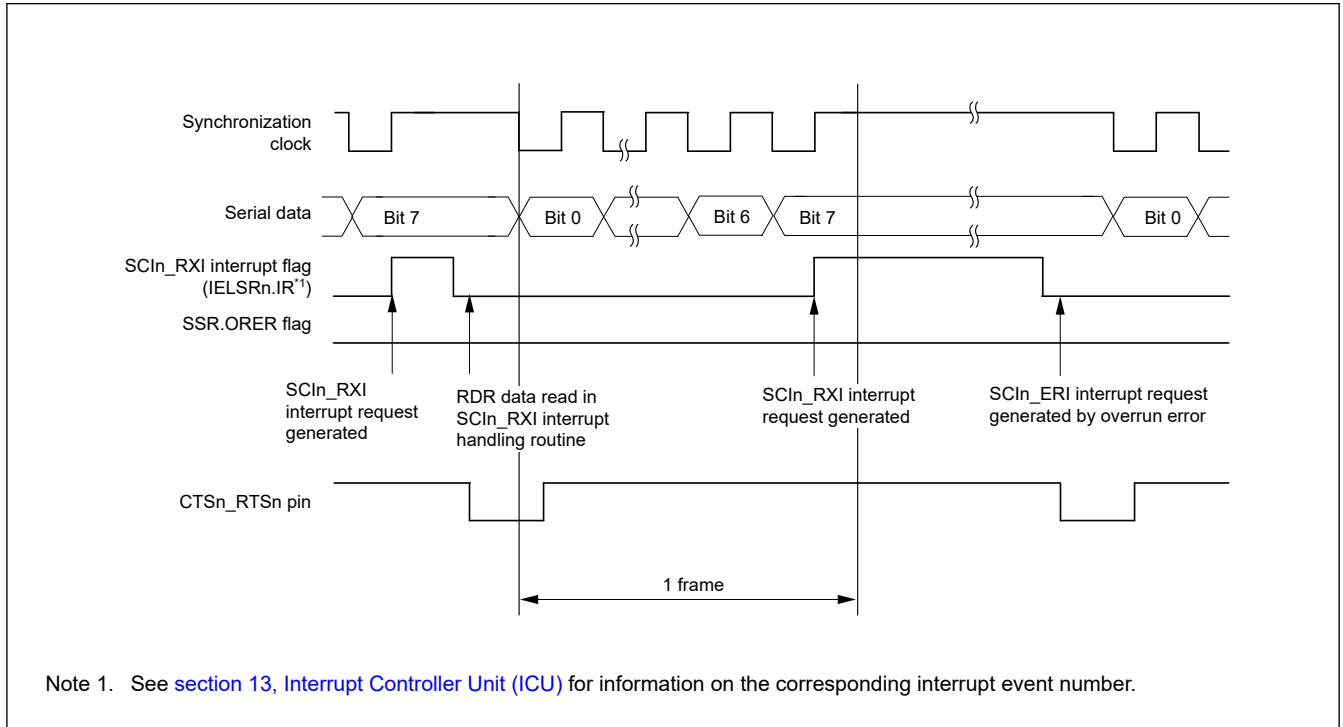 Synchronization
clock
Serial data
Bit 7
Bit 0
Bit 6
Bit 7
Bit 0
SCIn_RXI interrupt flag
(IELSRn.IR*1)
SSR.ORER flag
SCIn_RXI
interrupt request
generated
RDR data read in
SCIn_RXI interrupt
handling routine
SCIn_RXI interrupt
request generated
SCIn_ERI interrupt request
generated by overrun error
CTSn_RTSn pin
1 frame
Note 1. See section 13, Interrupt Controller Unit (ICU) for information on the corresponding interrupt event number.